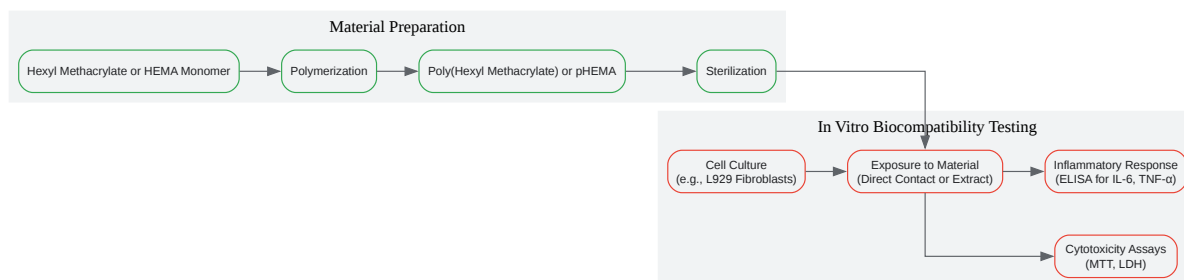 Material Preparation
Hexyl Methacrylate or HEMA Monomer
Polymerization
Poly(Hexyl Methacrylate) or pHEMA
Sterilization
In Vitro Biocompatibility Testing
Cell Culture
(e.g., L929 Fibroblasts)
Exposure to Material
(Direct Contact or Extract)
Inflammatory Response
(ELISA for IL-6, TNF-α)
Cytotoxicity Assays
(MTT, LDH)